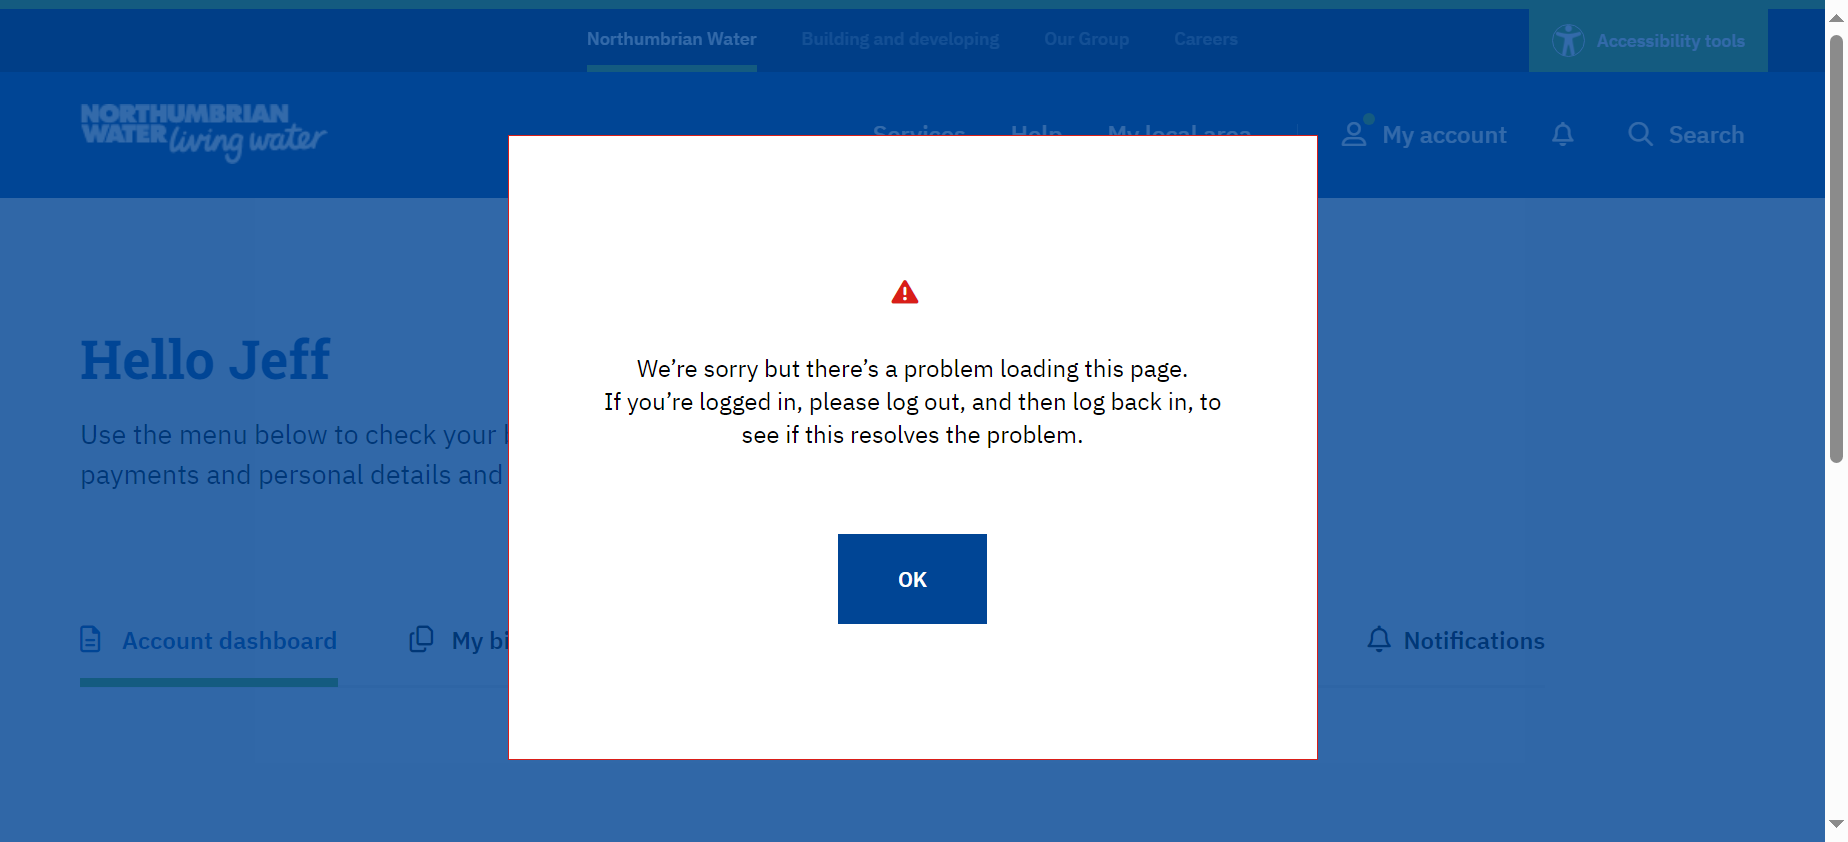 Northumbrian Water
Building and developing
Our Group
Careers
Accessibility tools
NORTHUMBRIAN
WATER living water
Services
Help
My local area
My account
Search
Hello Jeff
Use the menu below to check your
payments and personal details and
We’re sorry but there’s a problem loading this page.
If you’re logged in, please log out, and then log back in, to
see if this resolves the problem.
OK
Account dashboard
My bi
Notifications